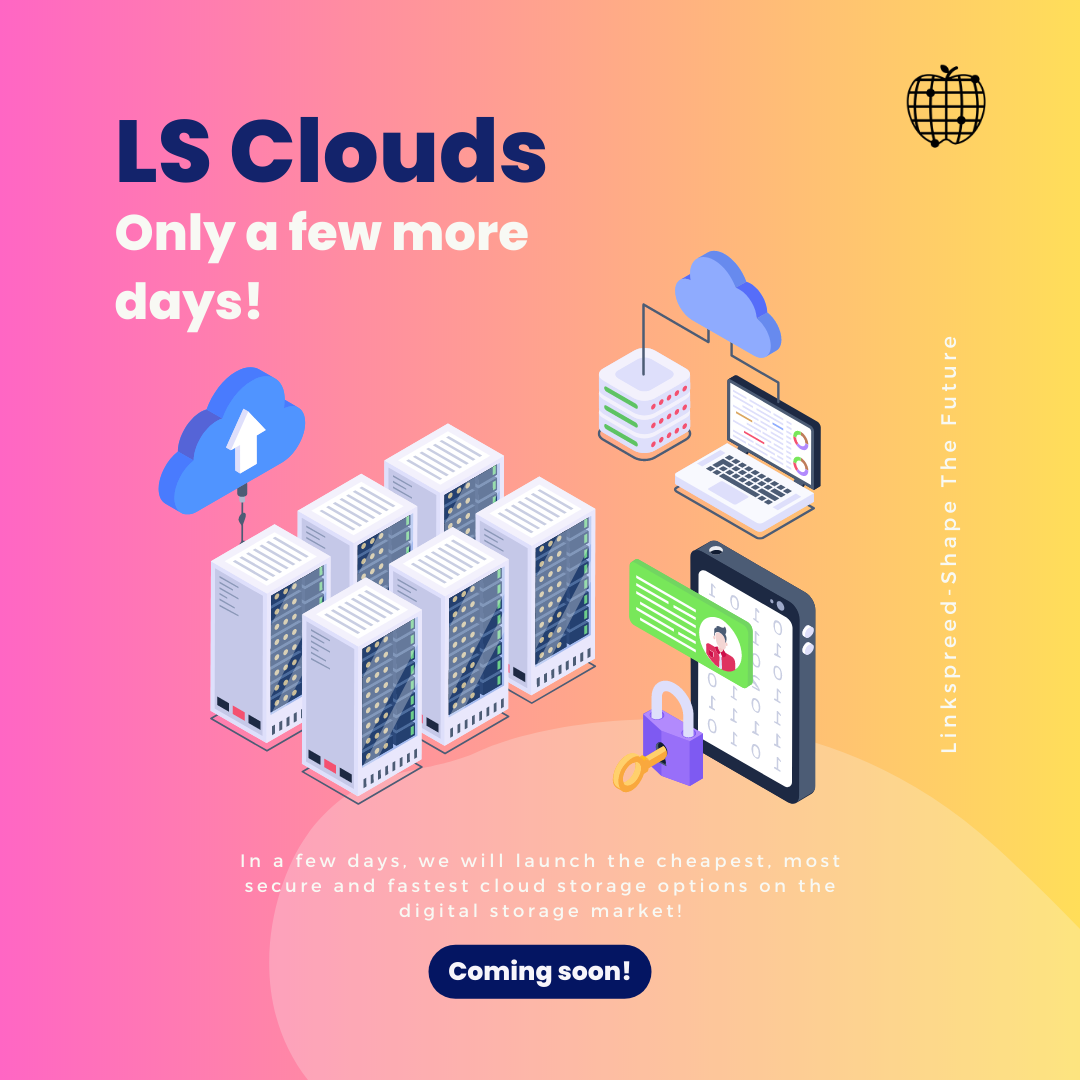 LS Clouds
Only a few more
days!
Linkspreed-Shape The Future
In a few days, we will launch the cheapest, most
secure and fastest cloud storage options on the
digital storage market!
Coming soon!